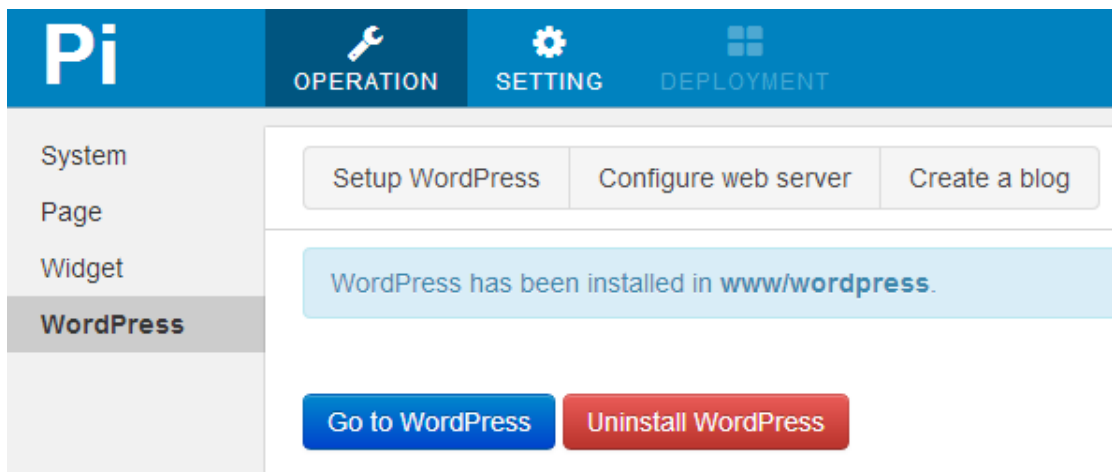 Pi
OPERATION SETTING DEPLOYMENT
System
Page
Widget
WordPress
Setup WordPress Configure web server Create a blog
WordPress has been installed in www/wordpress.
Go to WordPress Uninstall WordPress